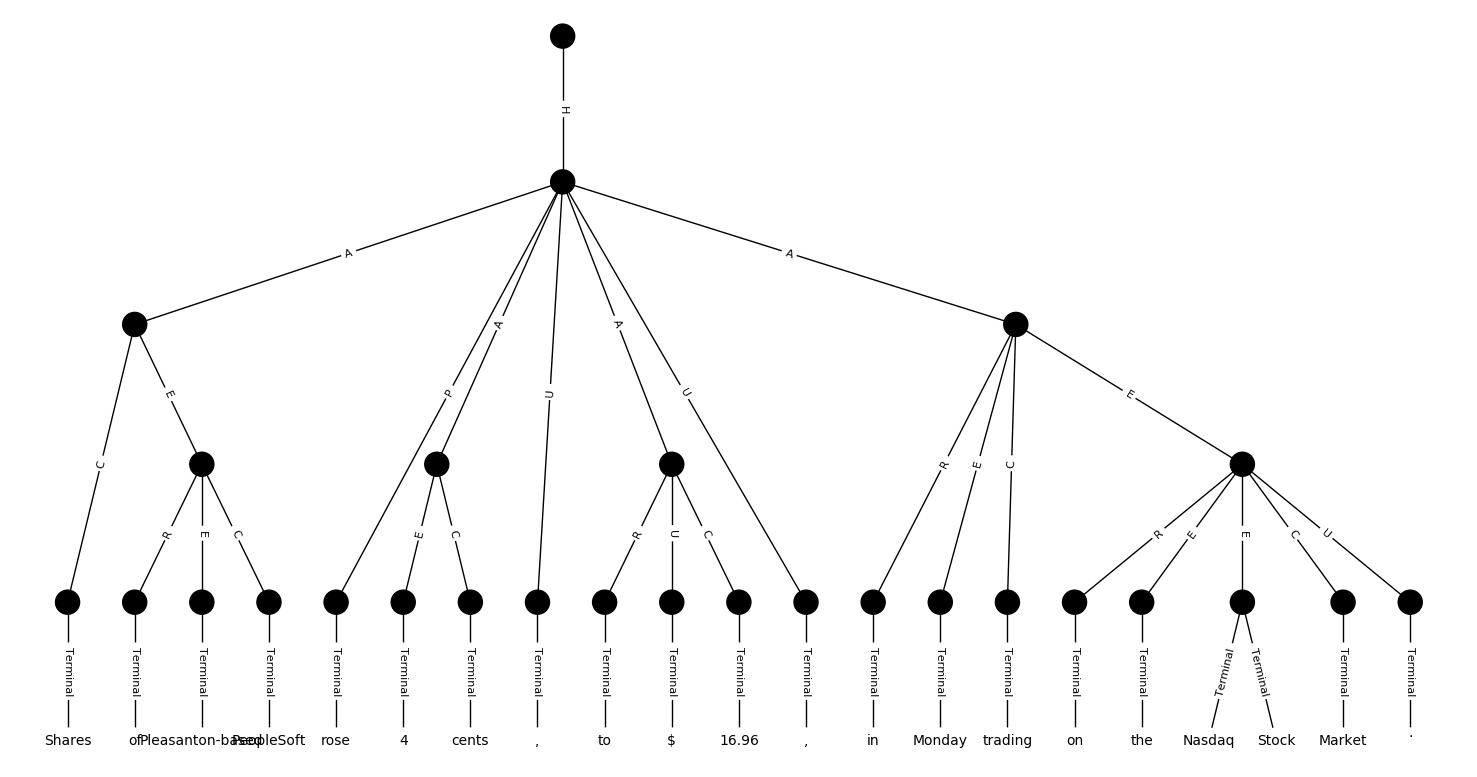 H
A A
A A
E P U U E
C R E C
R E C E C R U C R E E C U
Terminal Terminal Terminal Terminal Terminal Terminal Terminal Terminal Terminal Terminal Terminal Terminal Terminal Terminal Terminal Terminal Terminal Terminal Terminal Terminal Terminal
Shares of Pleasanton-based PeopleSoft rose 4 cents , to $ 16.96 , in Monday trading on the Nasdaq Stock Market .